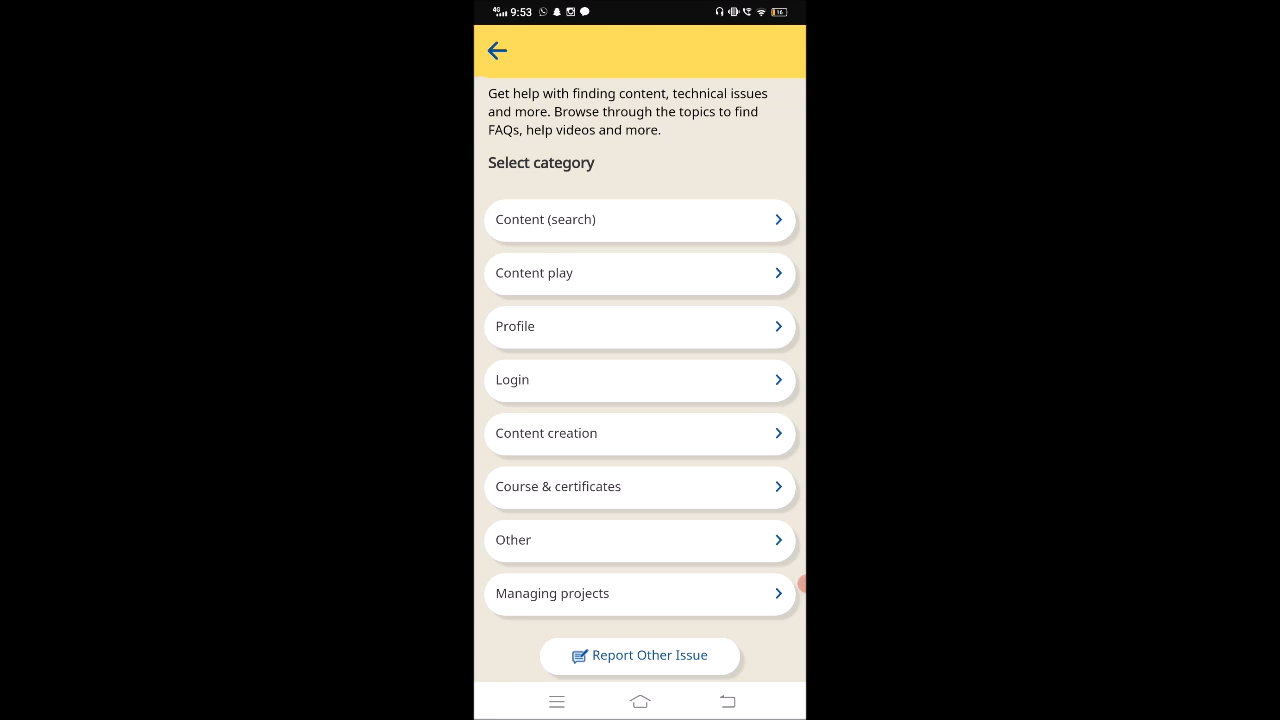 4G 9:53 16
Get help with finding content, technical issues
and more. Browse through the topics to find
FAQs, help videos and more.
Select category
Content (search)
Content play
Profile
Login
Content creation
Course & certificates
Other
Managing projects
Report Other Issue